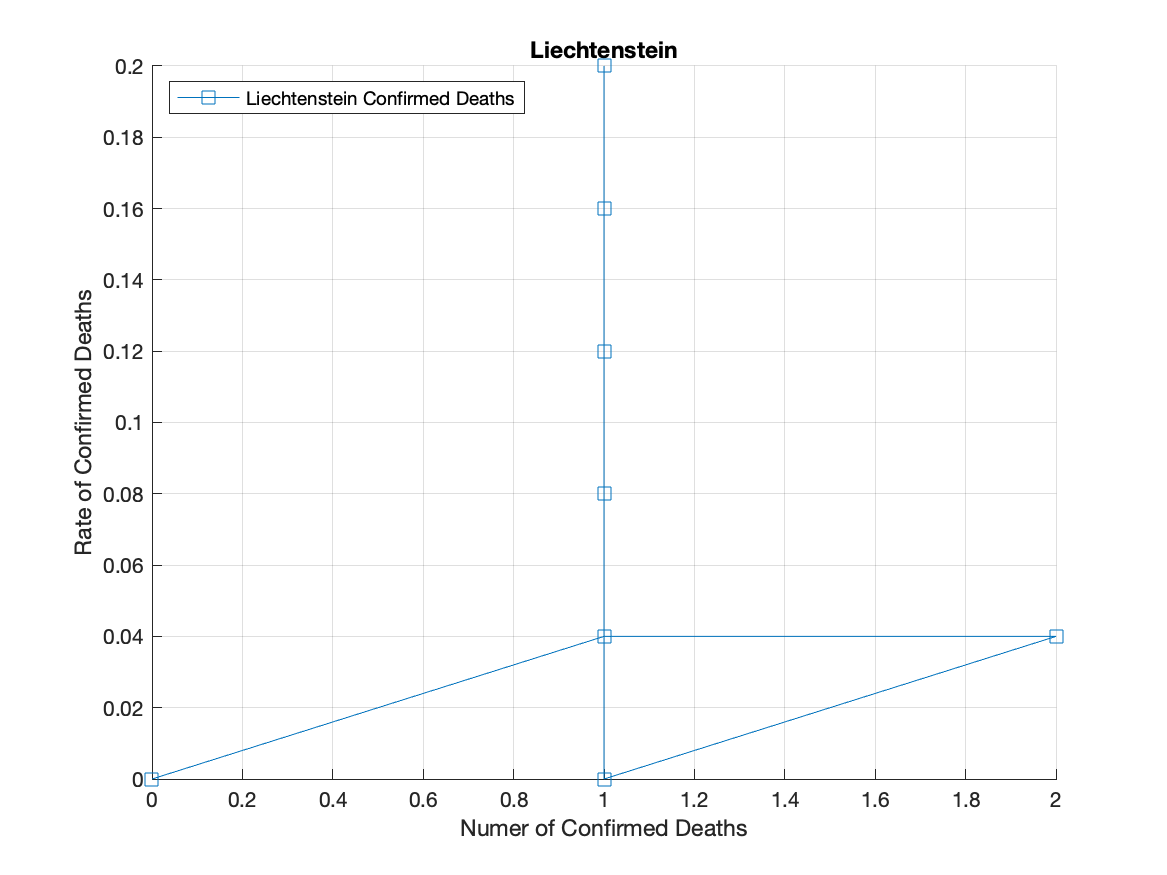 Liechtenstein
Liechtenstein Confirmed Deaths
0.2
0.18
0.16
0.14
0.12
0.1
0.08
0.06
0.04
0.02
0
Rate of Confirmed Deaths
0 0.2 0.4 0.6 0.8 1 1.2 1.4 1.6 1.8 2
Numer of Confirmed Deaths